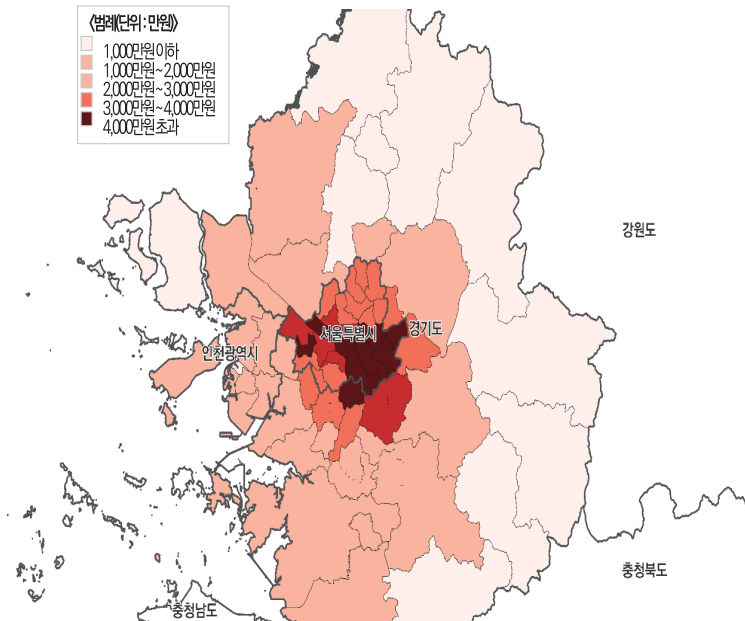 〈범례(단위 : 만원)〉
1,000만원 이하
1,000만원~2,000만원
2,000만원~3,000만원
3,000만원~4,000만원
4,000만원 초과
강원도
서울특별시
경기도
인천광역시
충청북도
충청남도